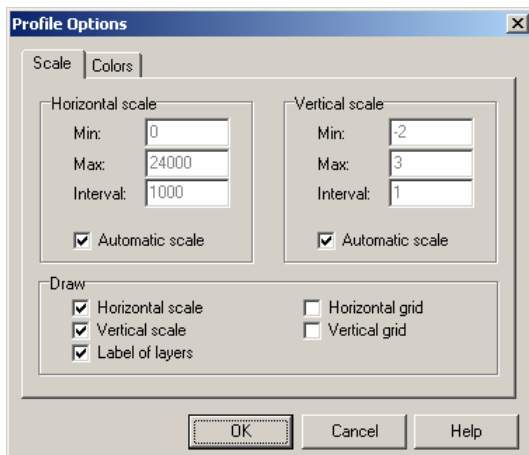 Profile Options
Scale Colors
Horizontal scale Vertical scale
Min: 0 Min: -2
Max: 24000 Max: 3
Interval: 1000 Interval: 1
Automatic scale Automatic scale
Draw
Horizontal scale Horizontal grid
Vertical scale Vertical grid
Label of layers
OK Cancel Help